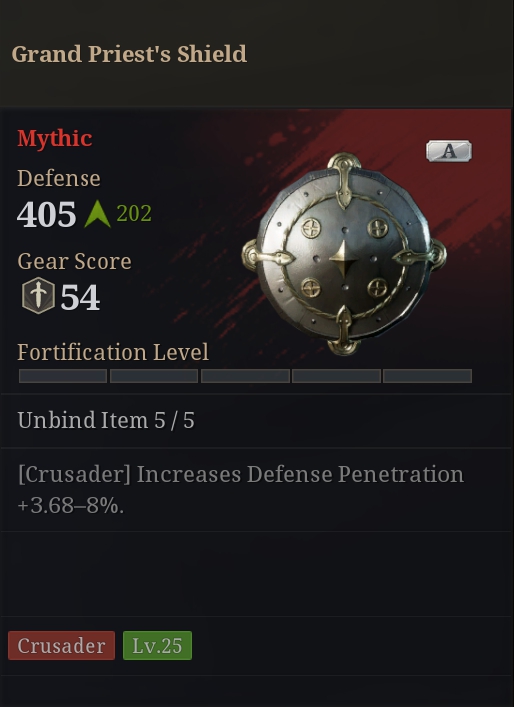 Grand Priest's Shield
Mythic
A
Defense
405 202
Gear Score
54
Fortification Level
Unbind Item 5 / 5
[Crusader] Increases Defense Penetration
+3.68–8%.
Crusader Lv.25